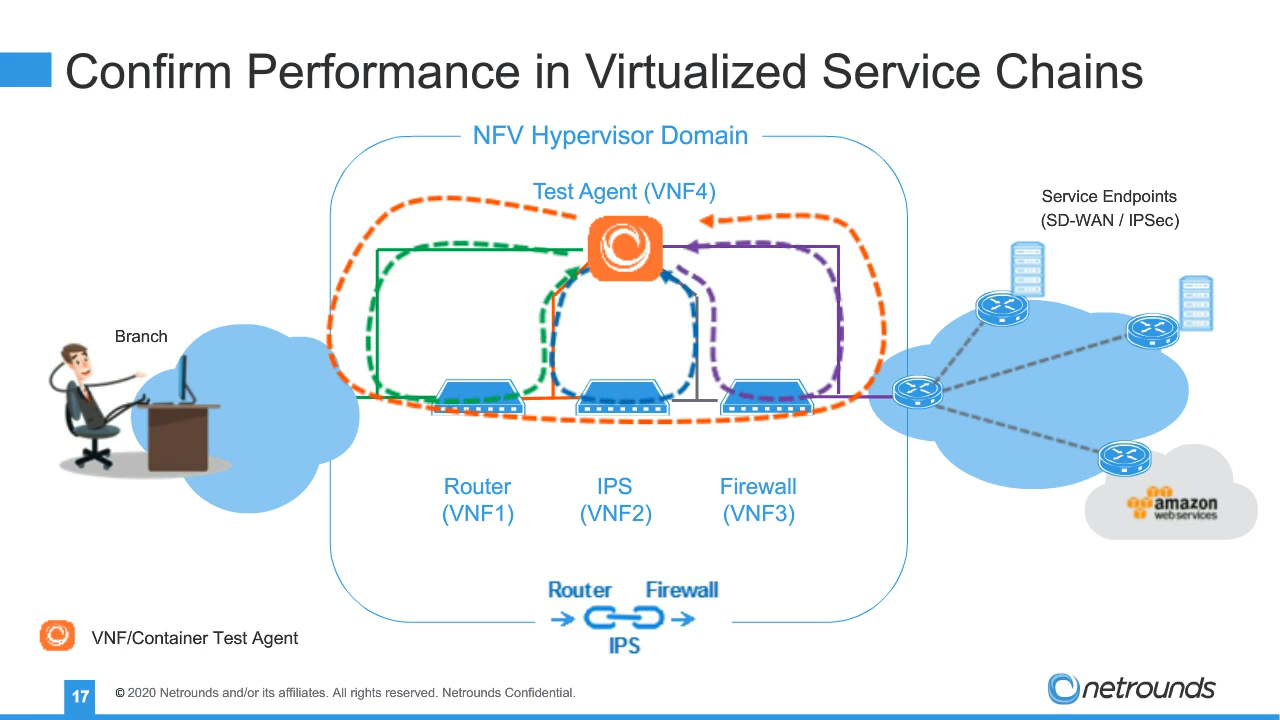 Confirm Performance in Virtualized Service Chains
NFV Hypervisor Domain
Test Agent (VNF4)
Service Endpoints
(SD-WAN / IPSec)
Branch
Router
(VNF1)
IPS
(VNF2)
Firewall
(VNF3)
amazon
web services
Router Firewall
IPS
VNF/Container Test Agent
17
© 2020 Netrounds and/or its affiliates. All rights reserved. Netrounds Confidential.
netrounds